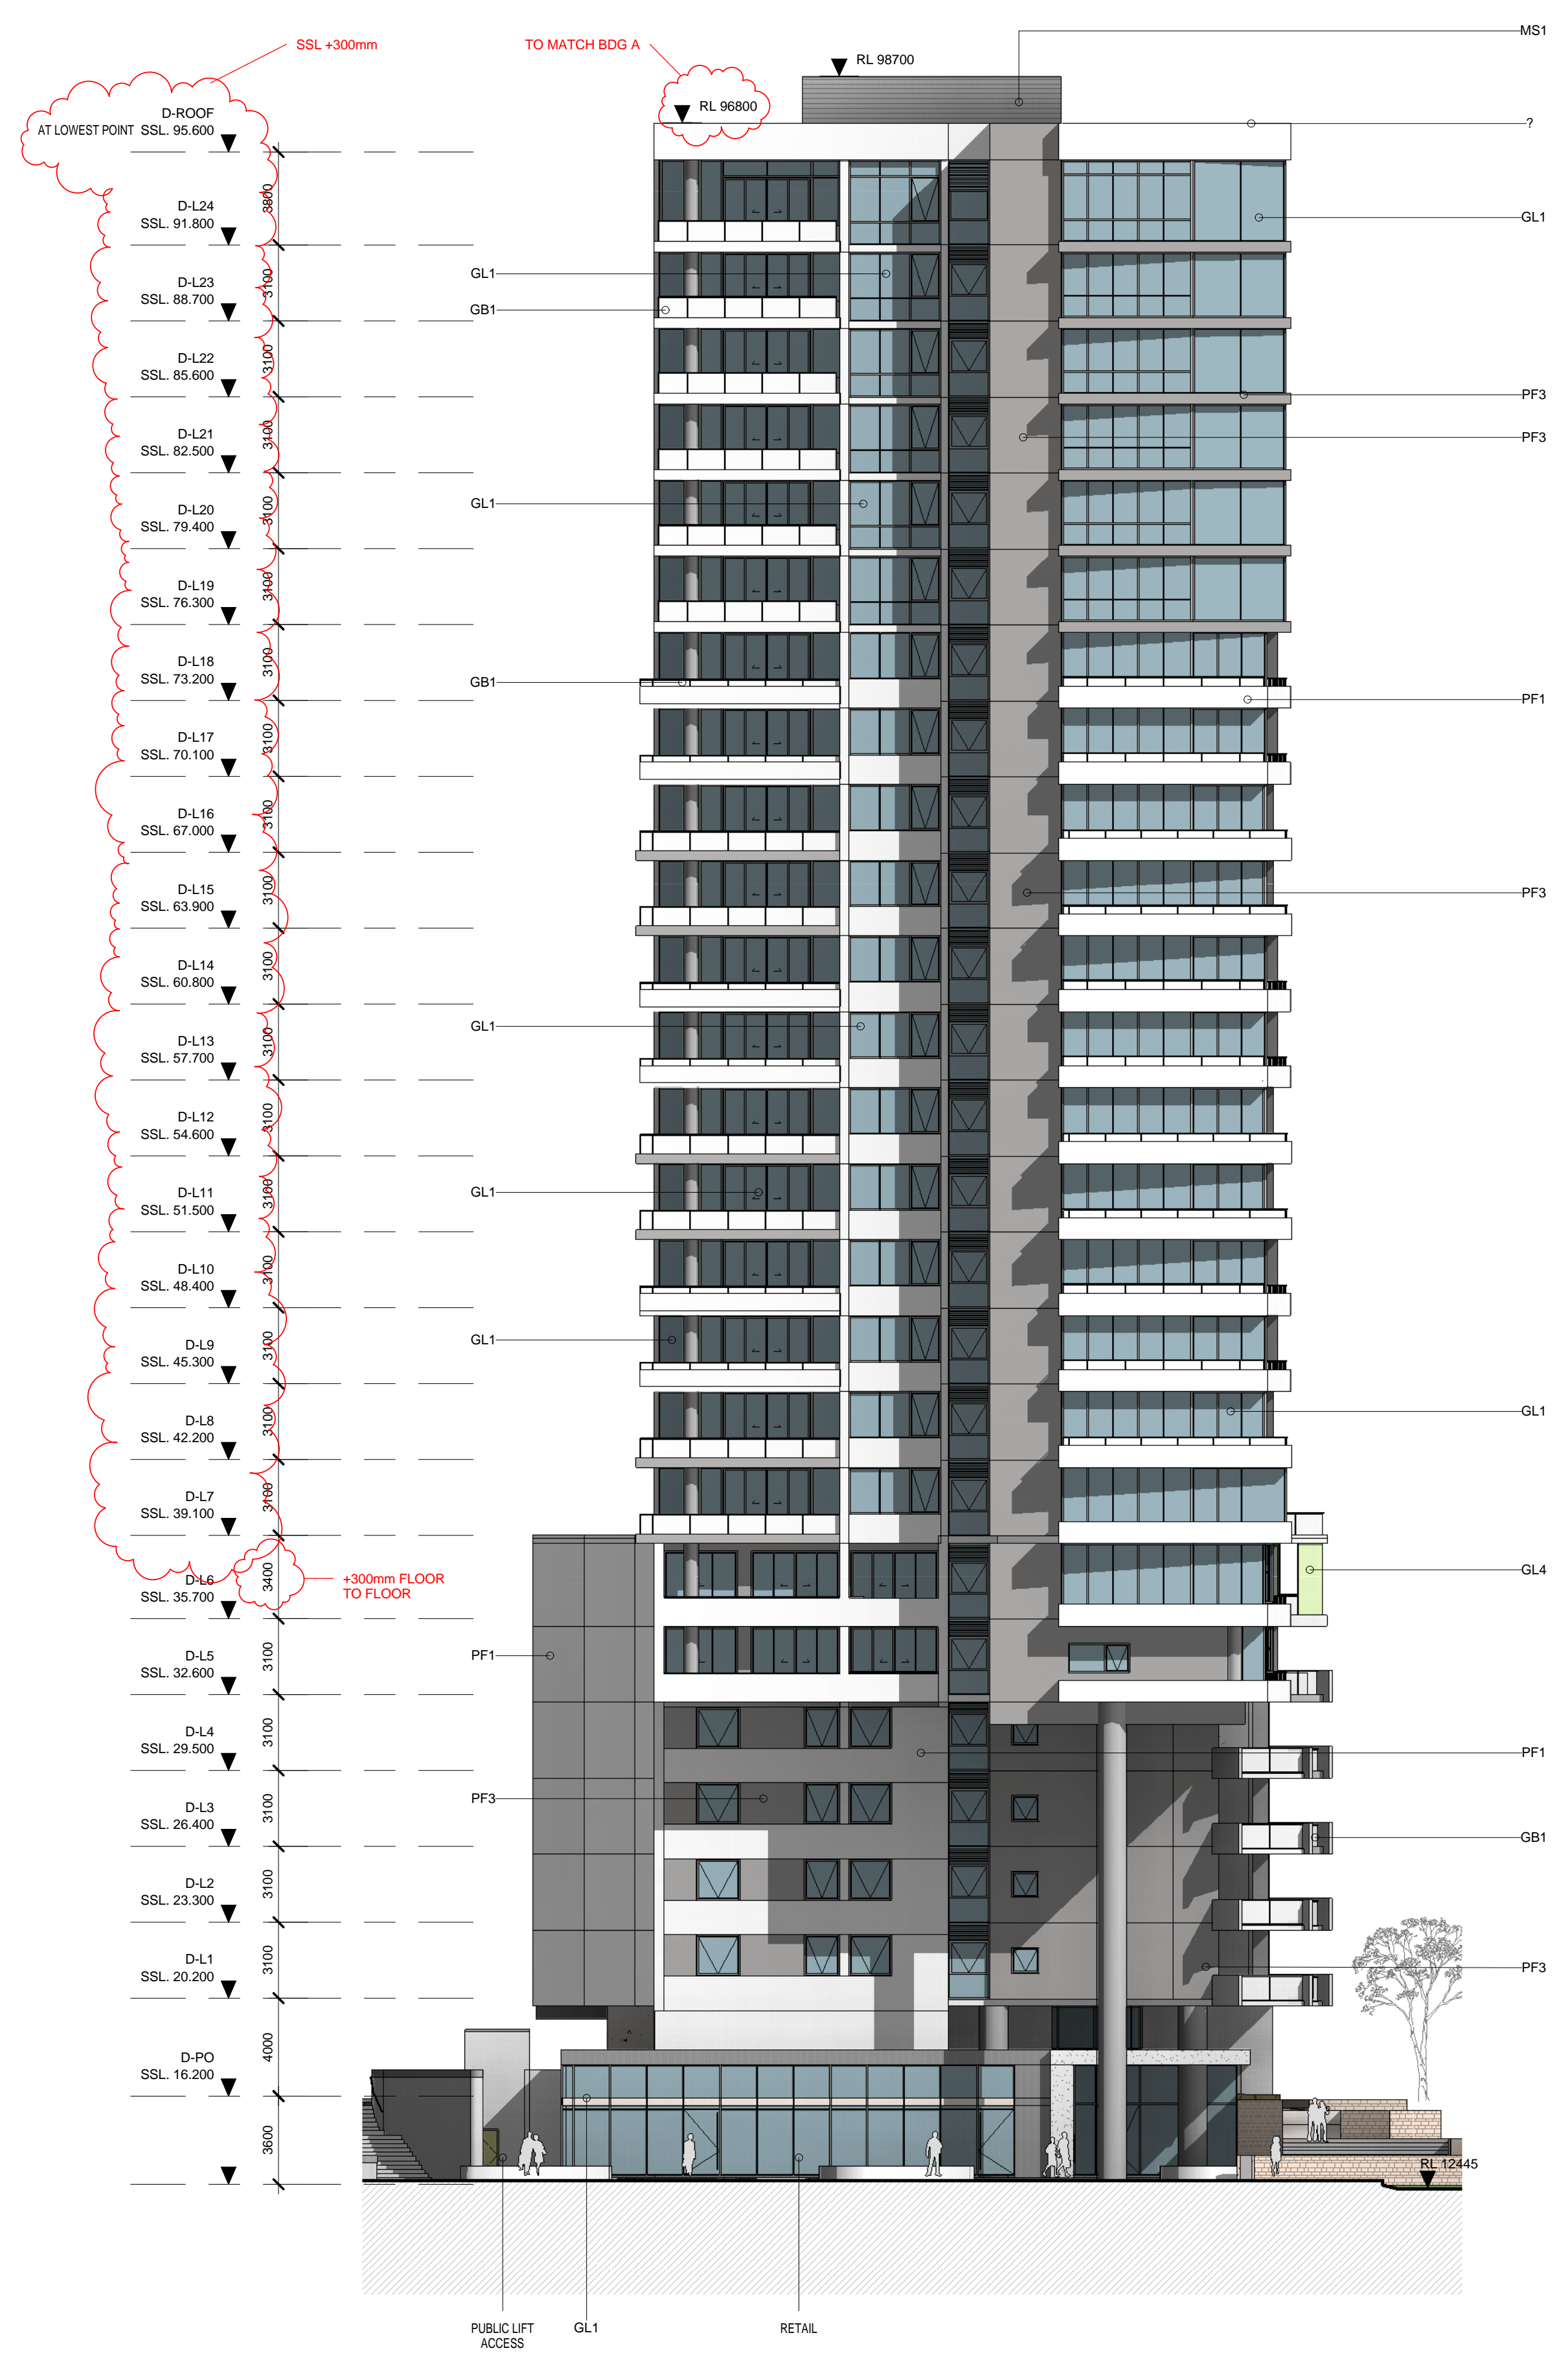 SSL +300mm
TO MATCH BDG A
MS1
RL 98700
RL 96800
?
D-ROOF
AT LOWEST POINT SSL. 95.600
3800
D-L24
SSL. 91.800
GL1
3100
GL1
D-L23
SSL. 88.700
GB1
3100
D-L22
SSL. 85.600
PF3
3100
D-L21
SSL. 82.500
PF3
3100
GL1
D-L20
SSL. 79.400
3100
D-L19
SSL. 76.300
3100
D-L18
SSL. 73.200
GB1
PF1
3100
D-L17
SSL. 70.100
3100
D-L16
SSL. 67.000
3100
D-L15
SSL. 63.900
PF3
3100
D-L14
SSL. 60.800
3100
GL1
D-L13
SSL. 57.700
3100
D-L12
SSL. 54.600
3100
GL1
D-L11
SSL. 51.500
3100
D-L10
SSL. 48.400
3100
GL1
D-L9
SSL. 45.300
3100
D-L8
SSL. 42.200
GL1
3100
D-L7
SSL. 39.100
3400
+300mm FLOOR
TO FLOOR
GL4
D-L6
SSL. 35.700
3100
PF1
D-L5
SSL. 32.600
3100
D-L4
SSL. 29.500
PF1
3100
PF3
D-L3
SSL. 26.400
GB1
3100
D-L2
SSL. 23.300
3100
D-L1
SSL. 20.200
PF3
4000
D-PO
SSL. 16.200
3600
RL 12445
PUBLIC LIFT
ACCESS
GL1
RETAIL